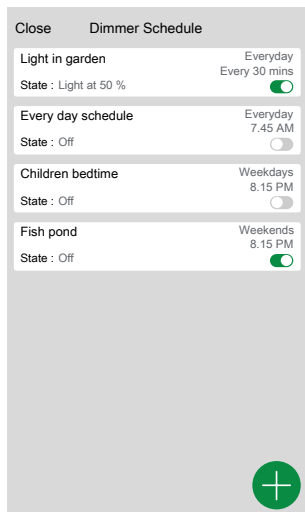 Close Dimmer Schedule
Light in garden Everyday
Every 30 mins
State : Light at 50 %
Every day schedule Everyday
7.45 AM
State : Off
Children bedtime Weekdays
8.15 PM
State : Off
Fish pond Weekends
8.15 PM
State : Off